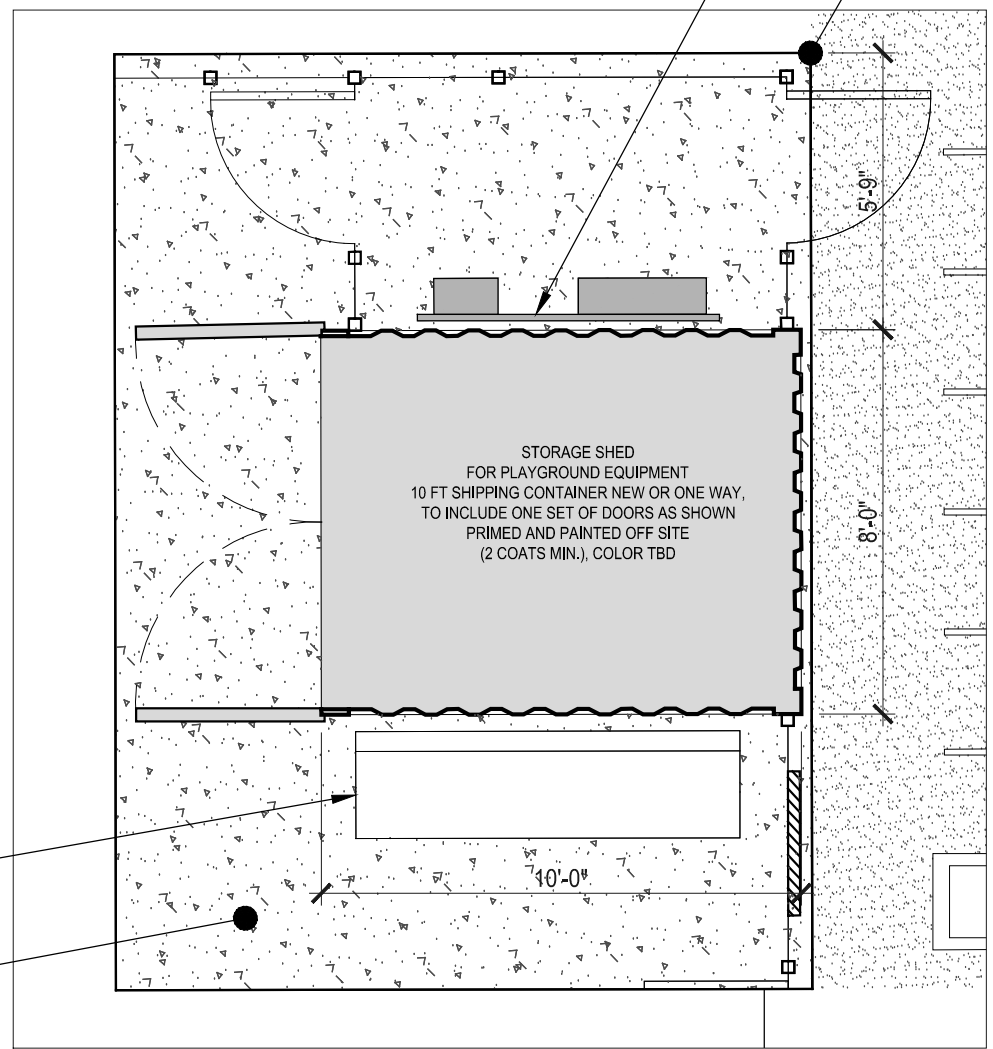 5'-9"
STORAGE SHED
FOR PLAYGROUND EQUIPMENT
10 FT SHIPPING CONTAINER NEW OR ONE WAY,
TO INCLUDE ONE SET OF DOORS AS SHOWN
PRIMED AND PAINTED OFF SITE
(2 COATS MIN.), COLOR TBD
8'-0"
10'-0"